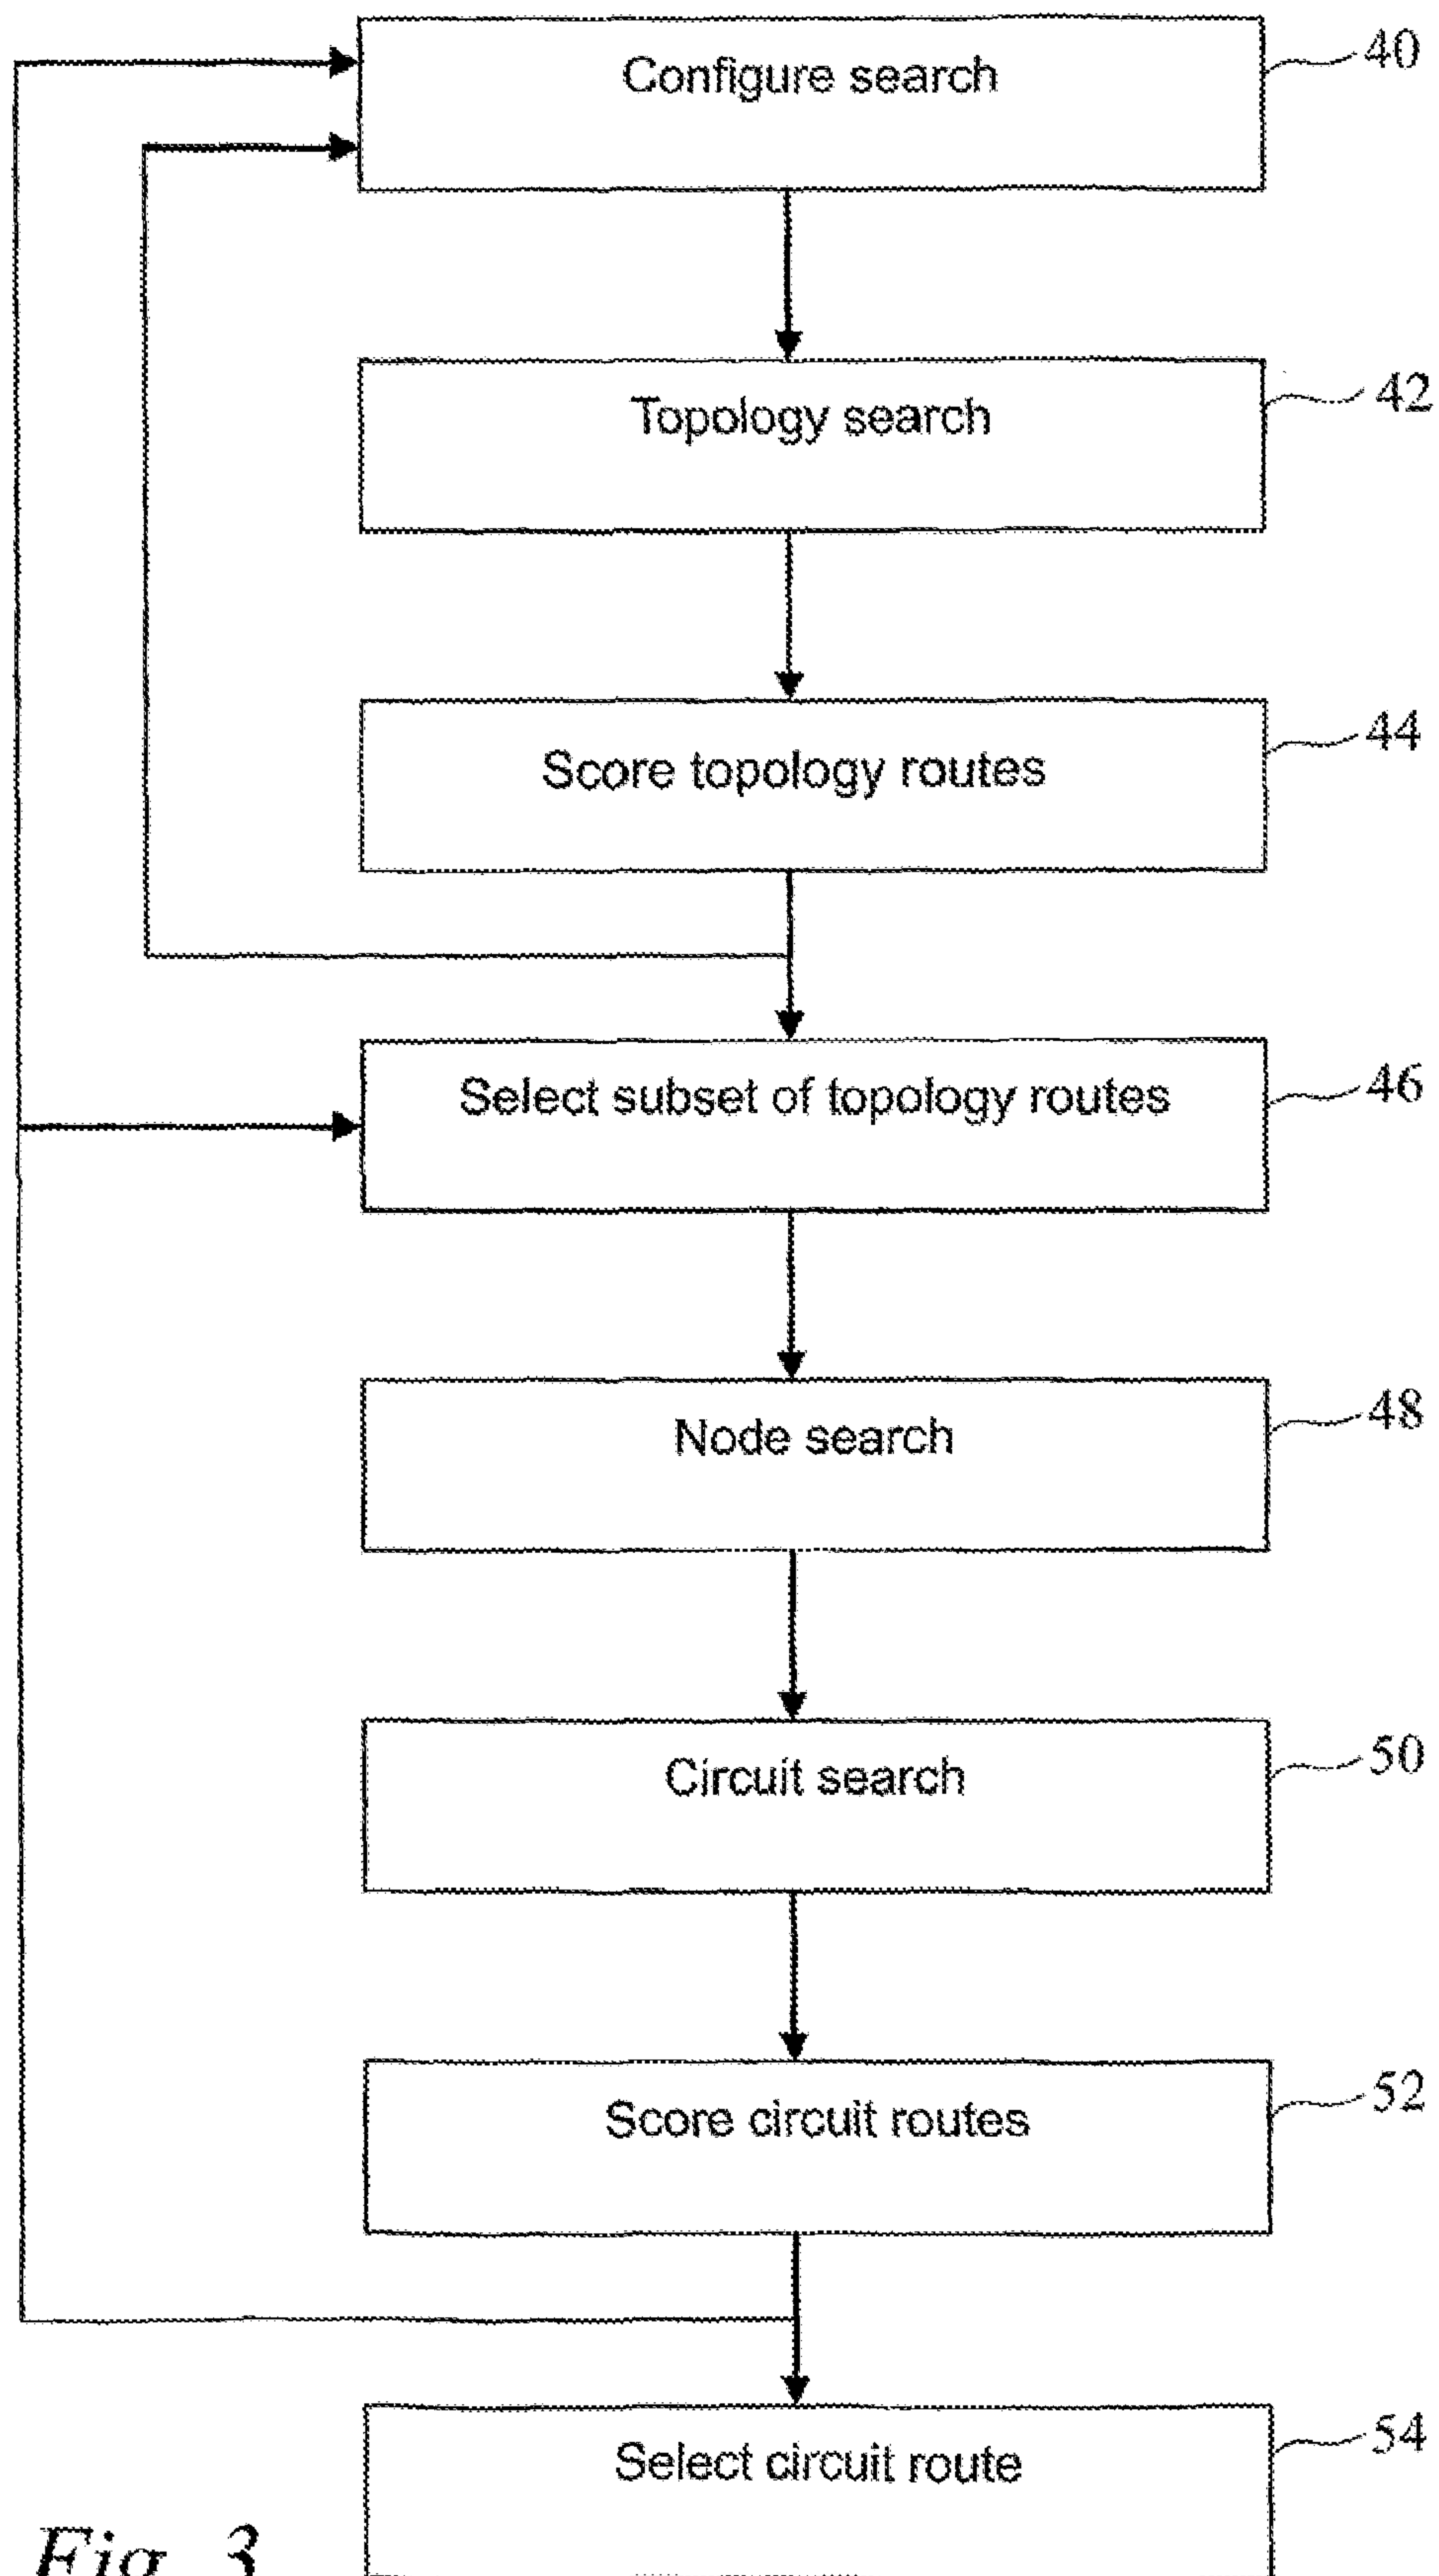 Configure search 40
Topology search 42
Score topology routes 44
Select subset of topology routes 46
Node search 48
Circuit search 50
Score circuit routes 52
Select circuit route 54
Fig. 3